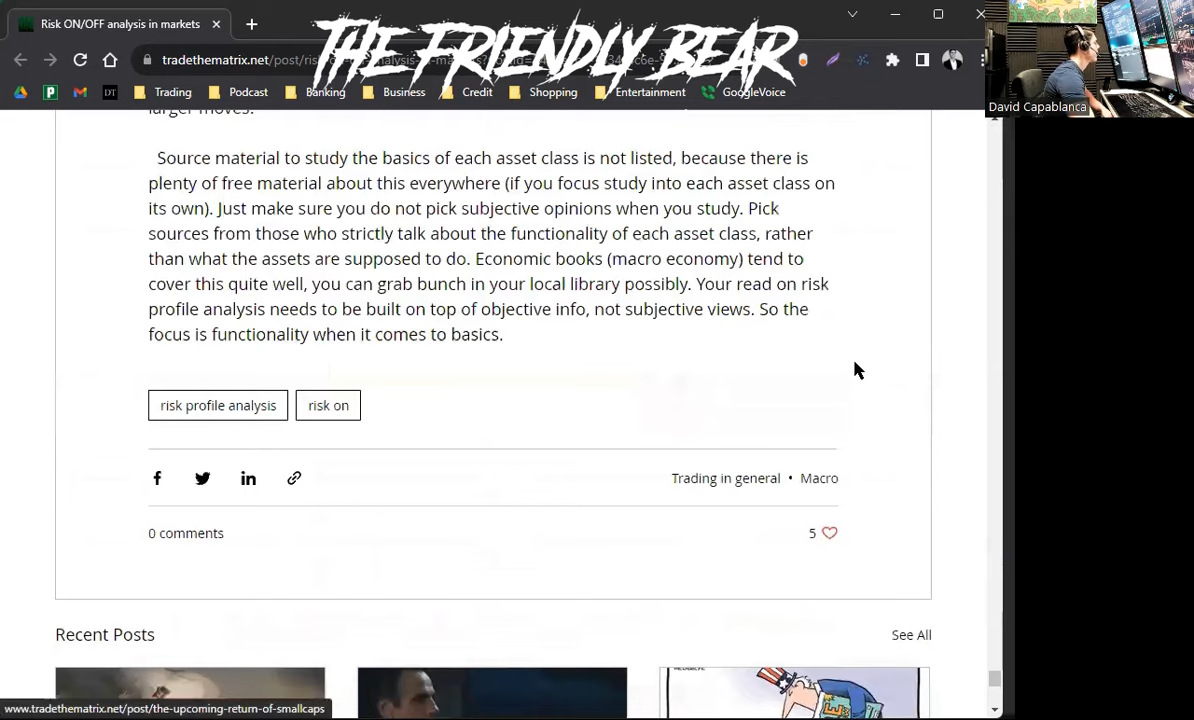 Risk ON/OFF analysis in markets
THE FRIENDLY BEAR
tradethematrix.net/post/
David Capablanca
Trading
Podcast
Banking
Business
Credit
Shopping
Entertainment
GoogleVoice
larger moves.
Source material to study the basics of each asset class is not listed, because there is
plenty of free material about this everywhere (if you focus study into each asset class on
its own). Just make sure you do not pick subjective opinions when you study. Pick
sources from those who strictly talk about the functionality of each asset class, rather
than what the assets are supposed to do. Economic books (macro economy) tend to
cover this quite well, you can grab bunch in your local library possibly. Your read on risk
profile analysis needs to be built on top of objective info, not subjective views. So the
focus is functionality when it comes to basics.
risk profile analysis
risk on
Trading in general • Macro
0 comments
5
Recent Posts
See All
www.tradethematrix.net/post/the-upcoming-return-of-smallcaps